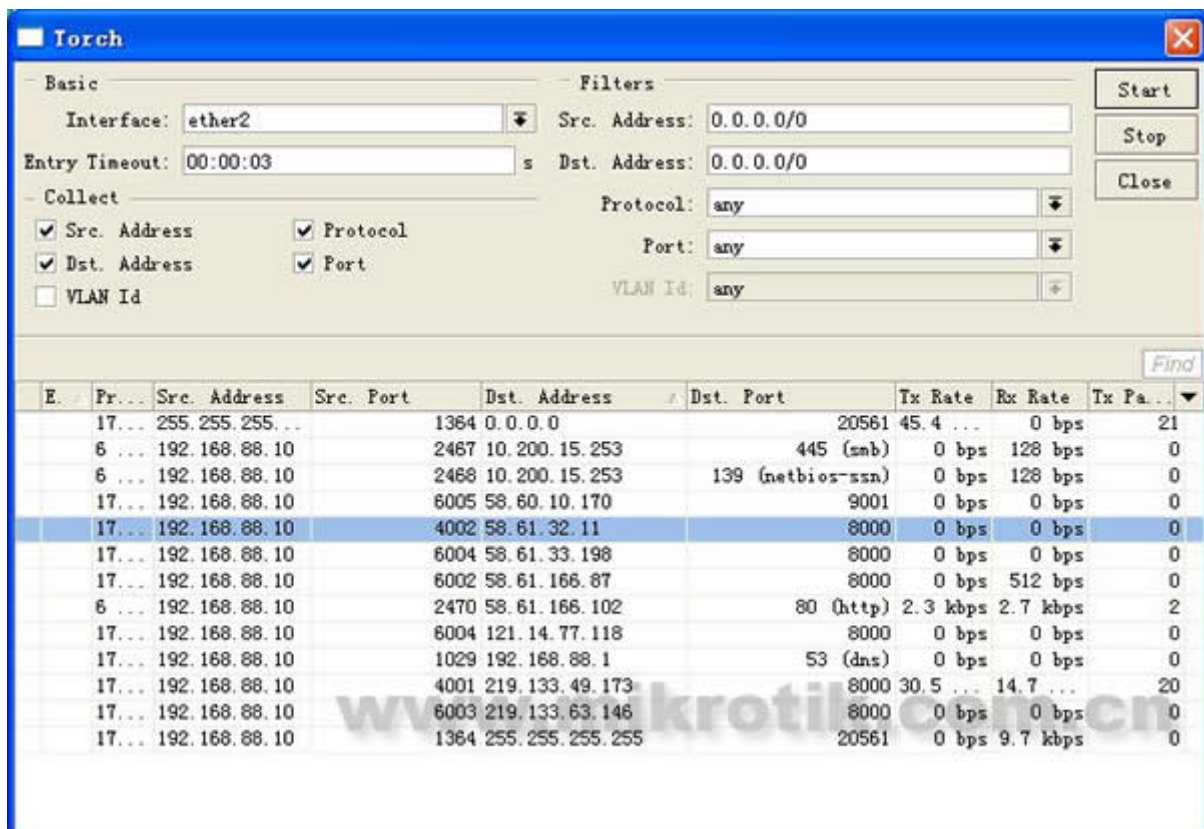 Torch
Basic
Interface: ether2
Entry Timeout: 00:00:03 s
Collect
Src. Address Protocol
Dst. Address Port
VLAN Id
Filters
Src. Address: 0.0.0.0/0
Dst. Address: 0.0.0.0/0
Protocol: any
Port: any
VLAN Id: any
Start
Stop
Close
Find
E. Pr... Src. Address Src. Port Dst. Address Dst. Port Tx Rate Rx Rate Tx Pa...
17... 255.255.255... 1364 0.0.0.0 20561 45.4 ... 0 bps 21
6 ... 192.168.88.10 2467 10.200.15.253 445 (smb) 0 bps 128 bps 0
6 ... 192.168.88.10 2468 10.200.15.253 139 (netbios-ssn) 0 bps 128 bps 0
17... 192.168.88.10 6005 58.60.10.170 9001 0 bps 0 bps 0
17... 192.168.88.10 4002 58.61.32.11 8000 0 bps 0 bps 0
17... 192.168.88.10 6004 58.61.33.198 8000 0 bps 0 bps 0
17... 192.168.88.10 6002 58.61.166.87 8000 0 bps 512 bps 0
6 ... 192.168.88.10 2470 58.61.166.102 80 (http) 2.3 kbps 2.7 kbps 2
17... 192.168.88.10 6004 121.14.77.118 8000 0 bps 0 bps 0
17... 192.168.88.10 1029 192.168.88.1 53 (dns) 0 bps 0 bps 0
17... 192.168.88.10 4001 219.133.49.173 8000 30.5 ... 14.7 ... 20
17... 192.168.88.10 6003 219.133.63.146 8000 0 bps 0 bps 0
17... 192.168.88.10 1364 255.255.255.255 20561 0 bps 9.7 kbps 0
www.mikrotik.com.cn